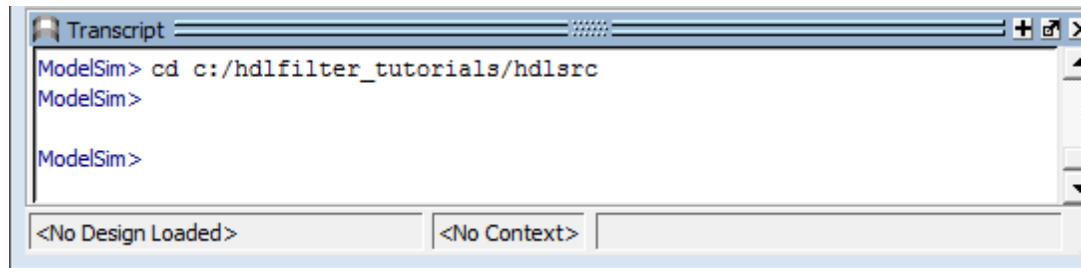 Transcript
ModelSim> cd c:/hdlfilter_tutorials/hdlsrc
ModelSim>
ModelSim>
<No Design Loaded> <No Context>